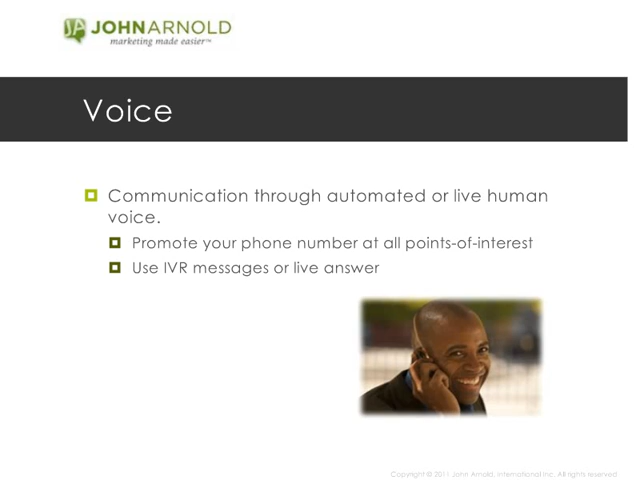 JOHNARNOLD
marketing made easier™
Voice
Communication through automated or live human
voice.
Promote your phone number at all points-of-interest
Use IVR messages or live answer
Copyright © 2011 John Arnold; International Inc. All rights reserved